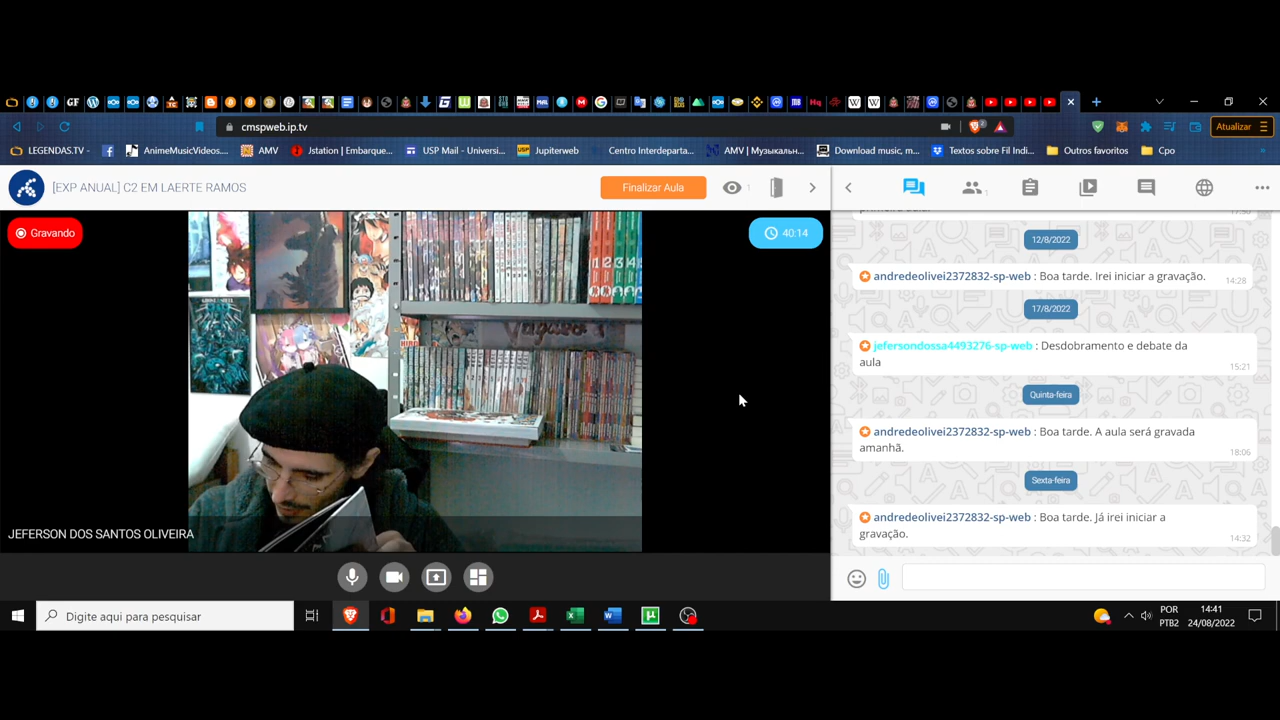 cmspweb.ip.tv
2
Atualizar
LEGENDAS.TV -
AnimeMusicVideos...
AMV
Jstation | Embarque...
USP Mail - Universi...
Jupiterweb
Centro Interdeparta...
AMV | Музыкальн...
Download music, m...
Textos sobre Fil Indi...
Outros favoritos
Cpo
[EXP ANUAL] C2 EM LAERTE RAMOS
Finalizar Aula
1
1
Gravando
40:14
JEFERSON DOS SANTOS OLIVEIRA
12/8/2022
andredeolivei2372832-sp-web : Boa tarde. Irei iniciar a gravação.
14:28
17/8/2022
jefersondossa4493276-sp-web : Desdobramento e debate da
aula
15:21
Quinta-feira
andredeolivei2372832-sp-web : Boa tarde. A aula será gravada
amanhã.
18:06
Sexta-feira
andredeolivei2372832-sp-web : Boa tarde. Já irei iniciar a
gravação.
14:32
Digite aqui para pesquisar
POR
PTB2
14:41
24/08/2022